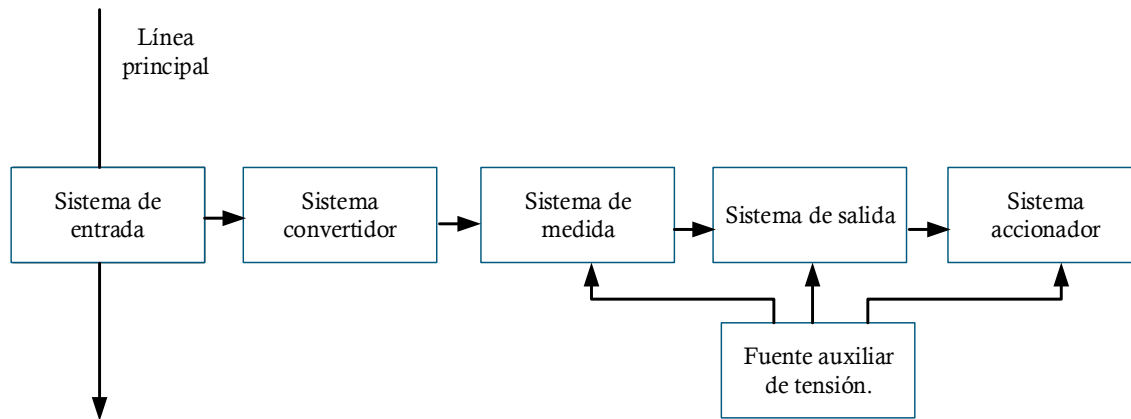 Línea
principal
Sistema de
entrada
Sistema
convertidor
Sistema de
medida
Sistema de salida
Sistema
accionador
Fuente auxiliar
de tensión.